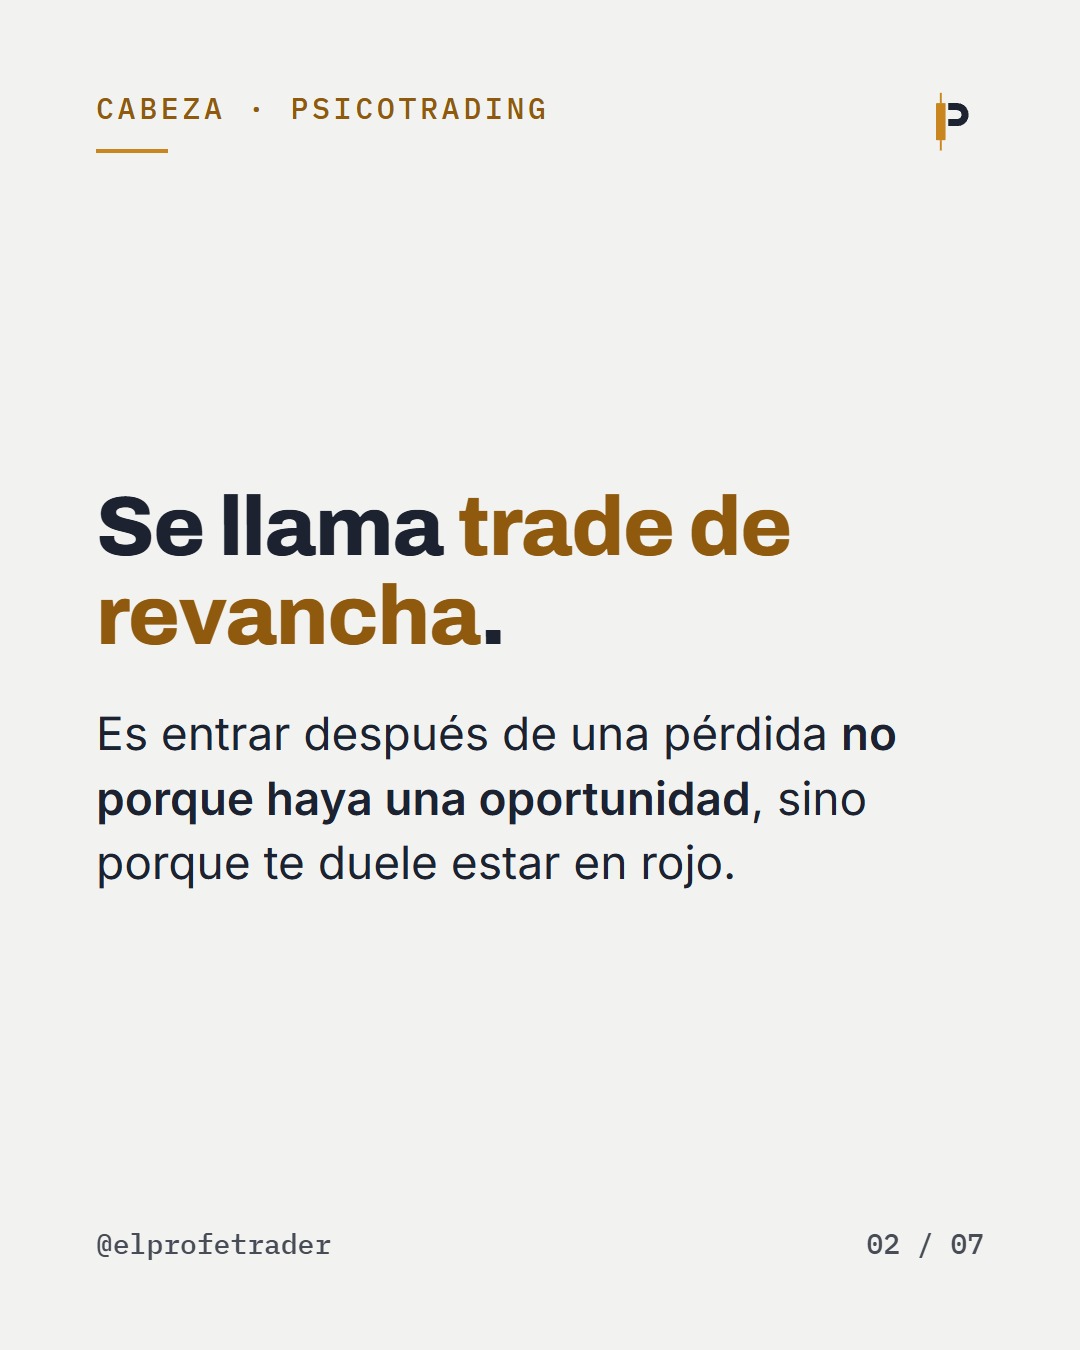 CABEZA · PSICOTRADING
Se llama trade de
revancha.
Es entrar después de una pérdida no
porque haya una oportunidad, sino
porque te duele estar en rojo.
@elprofetrader
02 / 07